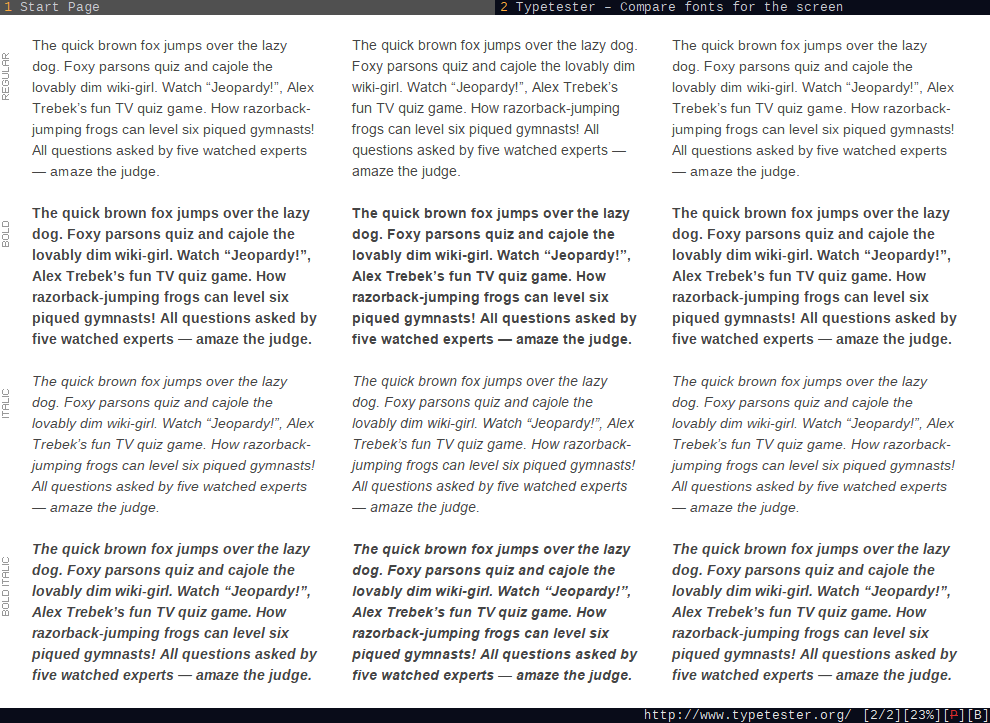 1 Start Page
2 Typetester – Compare fonts for the screen
REGULAR
The quick brown fox jumps over the lazy
dog. Foxy parsons quiz and cajole the
lovably dim wiki-girl. Watch “Jeopardy!”, Alex
Trebek’s fun TV quiz game. How razorback-
jumping frogs can level six piqued gymnasts!
All questions asked by five watched experts
— amaze the judge.
The quick brown fox jumps over the lazy dog.
Foxy parsons quiz and cajole the lovably dim
wiki-girl. Watch “Jeopardy!”, Alex Trebek’s
fun TV quiz game. How razorback-jumping
frogs can level six piqued gymnasts! All
questions asked by five watched experts —
amaze the judge.
The quick brown fox jumps over the lazy
dog. Foxy parsons quiz and cajole the
lovably dim wiki-girl. Watch “Jeopardy!”, Alex
Trebek’s fun TV quiz game. How razorback-
jumping frogs can level six piqued gymnasts!
All questions asked by five watched experts
— amaze the judge.
BOLD
The quick brown fox jumps over the lazy
dog. Foxy parsons quiz and cajole the
lovably dim wiki-girl. Watch “Jeopardy!”,
Alex Trebek’s fun TV quiz game. How
razorback-jumping frogs can level six
piqued gymnasts! All questions asked by
five watched experts — amaze the judge.
The quick brown fox jumps over the lazy
dog. Foxy parsons quiz and cajole the
lovably dim wiki-girl. Watch “Jeopardy!”,
Alex Trebek’s fun TV quiz game. How
razorback-jumping frogs can level six
piqued gymnasts! All questions asked by
five watched experts — amaze the judge.
The quick brown fox jumps over the lazy
dog. Foxy parsons quiz and cajole the
lovably dim wiki-girl. Watch “Jeopardy!”,
Alex Trebek’s fun TV quiz game. How
razorback-jumping frogs can level six
piqued gymnasts! All questions asked by
five watched experts — amaze the judge.
ITALIC
The quick brown fox jumps over the lazy
dog. Foxy parsons quiz and cajole the
lovably dim wiki-girl. Watch “Jeopardy!”, Alex
Trebek’s fun TV quiz game. How razorback-
jumping frogs can level six piqued gymnasts!
All questions asked by five watched experts
— amaze the judge.
The quick brown fox jumps over the lazy
dog. Foxy parsons quiz and cajole the
lovably dim wiki-girl. Watch “Jeopardy!”, Alex
Trebek’s fun TV quiz game. How razorback-
jumping frogs can level six piqued gymnasts!
All questions asked by five watched experts
— amaze the judge.
The quick brown fox jumps over the lazy
dog. Foxy parsons quiz and cajole the
lovably dim wiki-girl. Watch “Jeopardy!”, Alex
Trebek’s fun TV quiz game. How razorback-
jumping frogs can level six piqued gymnasts!
All questions asked by five watched experts
— amaze the judge.
BOLD ITALIC
The quick brown fox jumps over the lazy
dog. Foxy parsons quiz and cajole the
lovably dim wiki-girl. Watch “Jeopardy!”,
Alex Trebek’s fun TV quiz game. How
razorback-jumping frogs can level six
piqued gymnasts! All questions asked by
five watched experts — amaze the judge.
The quick brown fox jumps over the lazy
dog. Foxy parsons quiz and cajole the
lovably dim wiki-girl. Watch “Jeopardy!”,
Alex Trebek’s fun TV quiz game. How
razorback-jumping frogs can level six
piqued gymnasts! All questions asked by
five watched experts — amaze the judge.
The quick brown fox jumps over the lazy
dog. Foxy parsons quiz and cajole the
lovably dim wiki-girl. Watch “Jeopardy!”,
Alex Trebek’s fun TV quiz game. How
razorback-jumping frogs can level six
piqued gymnasts! All questions asked by
five watched experts — amaze the judge.
http://www.typetester.org/ [2/2][23%][P][B]